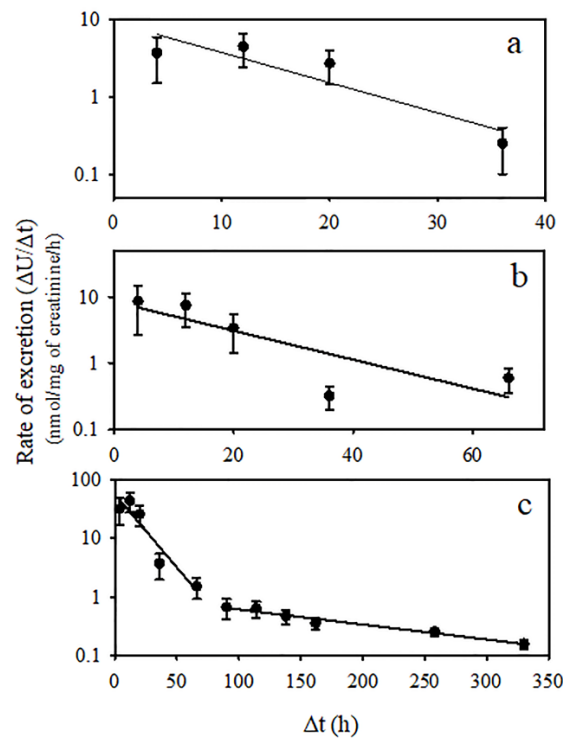 Rate of excretion (ΔU/Δt)
(nmol/mg of creatinine/h)
a
10
1
0.1
0 10 20 30 40
b
10
1
0.1
0 20 40 60
c
100
10
1
0.1
0 50 100 150 200 250 300 350
Δt (h)